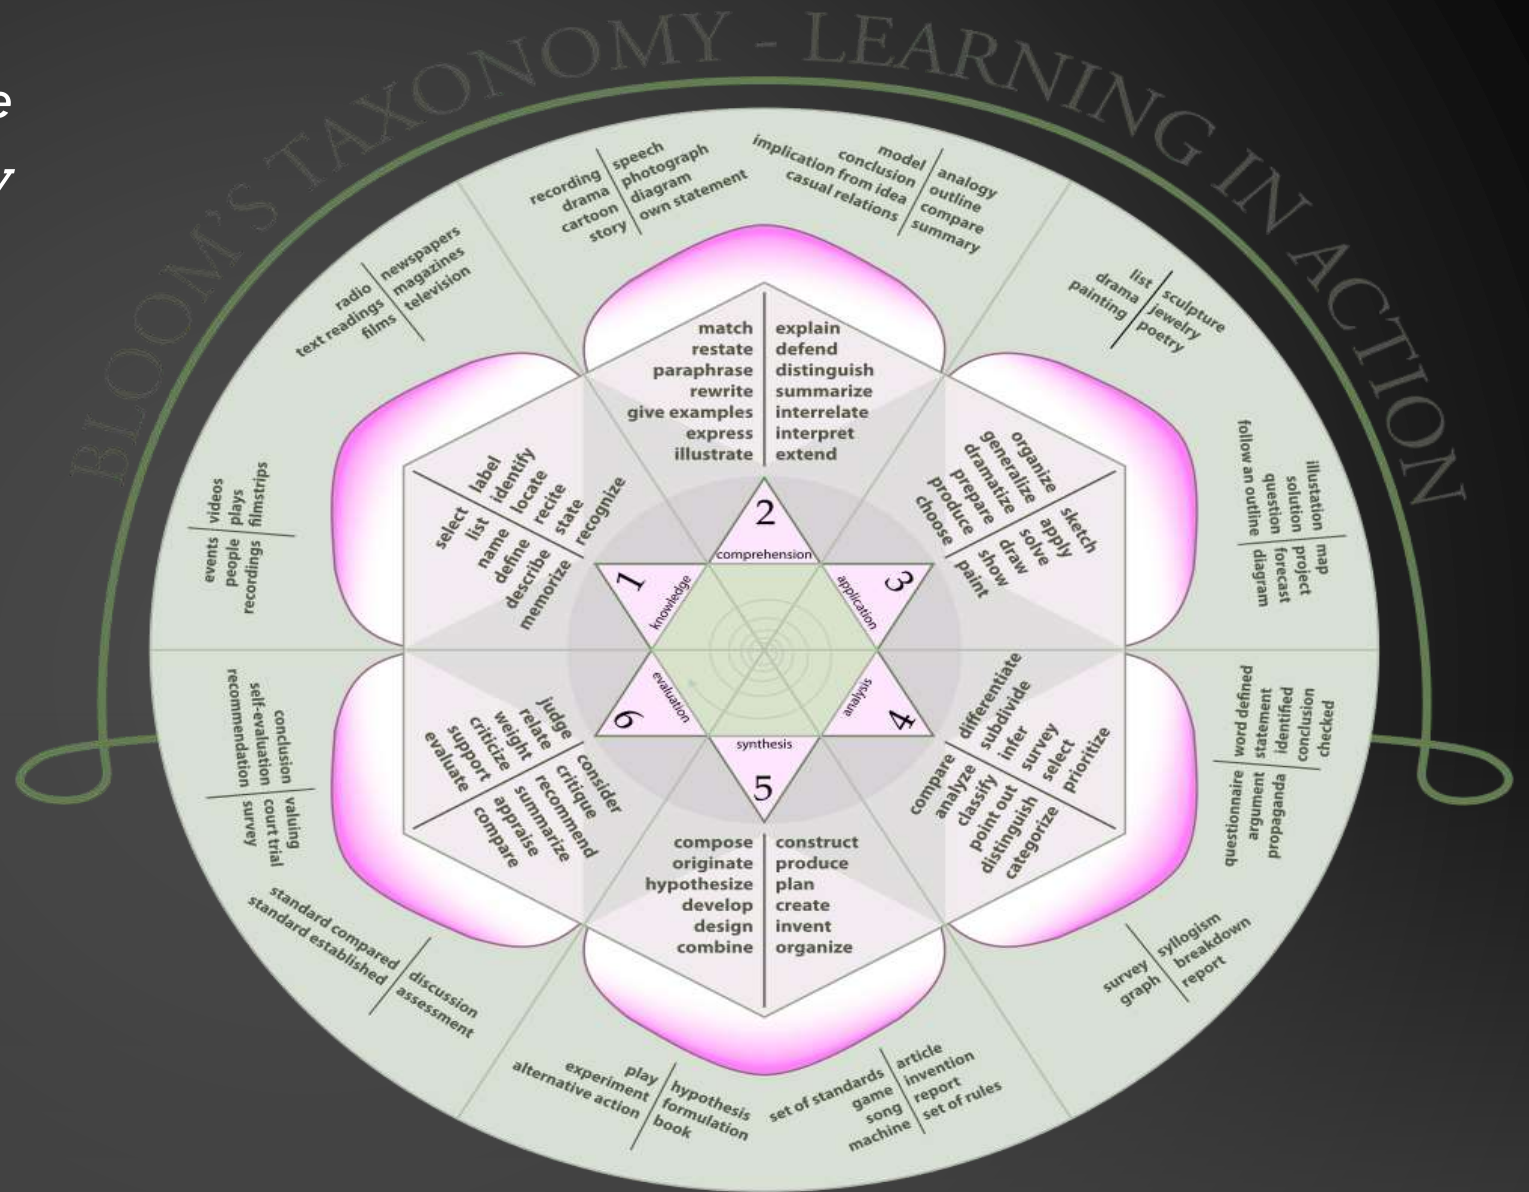 e
y
BLOOM'S TAXONOMY - LEARNING IN ACTION
recording
drama
cartoon
story
speech
photograph
diagram
own statement
model
conclusion
implication from idea
casual relations
analogy
outline
compare
summary
radio
text readings
films
newspapers
magazines
television
list
drama
painting
sculpture
jewelry
poetry
videos
plays
filmstrips
events
people
recordings
illustation
solution
question
follow an outline
map
project
forecast
diagram
match
restate
paraphrase
rewrite
give examples
express
illustrate
explain
defend
distinguish
summarize
interrelate
interpret
extend
label
identify
locate
recite
state
recognize
select
list
name
define
describe
memorize
organize
generalize
dramatize
prepare
produce
choose
sketch
apply
solve
draw
show
paint
1
knowledge
2
comprehension
3
application
4
analysis
synthesis
5
6
evaluation
judge
relate
weight
criticize
support
evaluate
consider
critique
recommend
summarize
appraise
compare
differentiate
subdivide
infer
survey
select
prioritize
compare
analyze
classify
point out
distinguish
categorize
compose
originate
hypothesize
develop
design
combine
construct
produce
plan
create
invent
organize
conclusion
self-evaluation
recommendation
valuing
court trial
survey
word defined
statement
identified
conclusion
checked
questionnaire
argument
propaganda
standard compared
standard established
discussion
assessment
survey
graph
syllogism
breakdown
report
play
experiment
alternative action
hypothesis
formulation
book
set of standards
game
song
machine
article
invention
report
set of rules